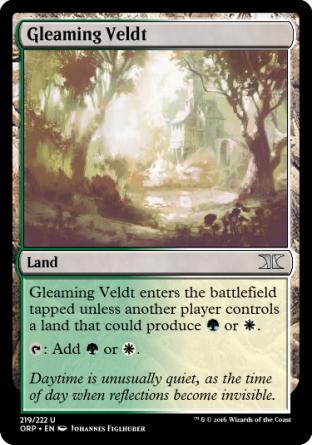 Gleaming Veldt
Land
Gleaming Veldt enters the battlefield
tapped unless another player controls
a land that could produce or .
: Add or .
Daytime is unusually quiet, as the time
of day when reflections become invisible.
219/222 U
ORP • EN Johannes Figlhuber
™ & © 2016 Wizards of the Coast